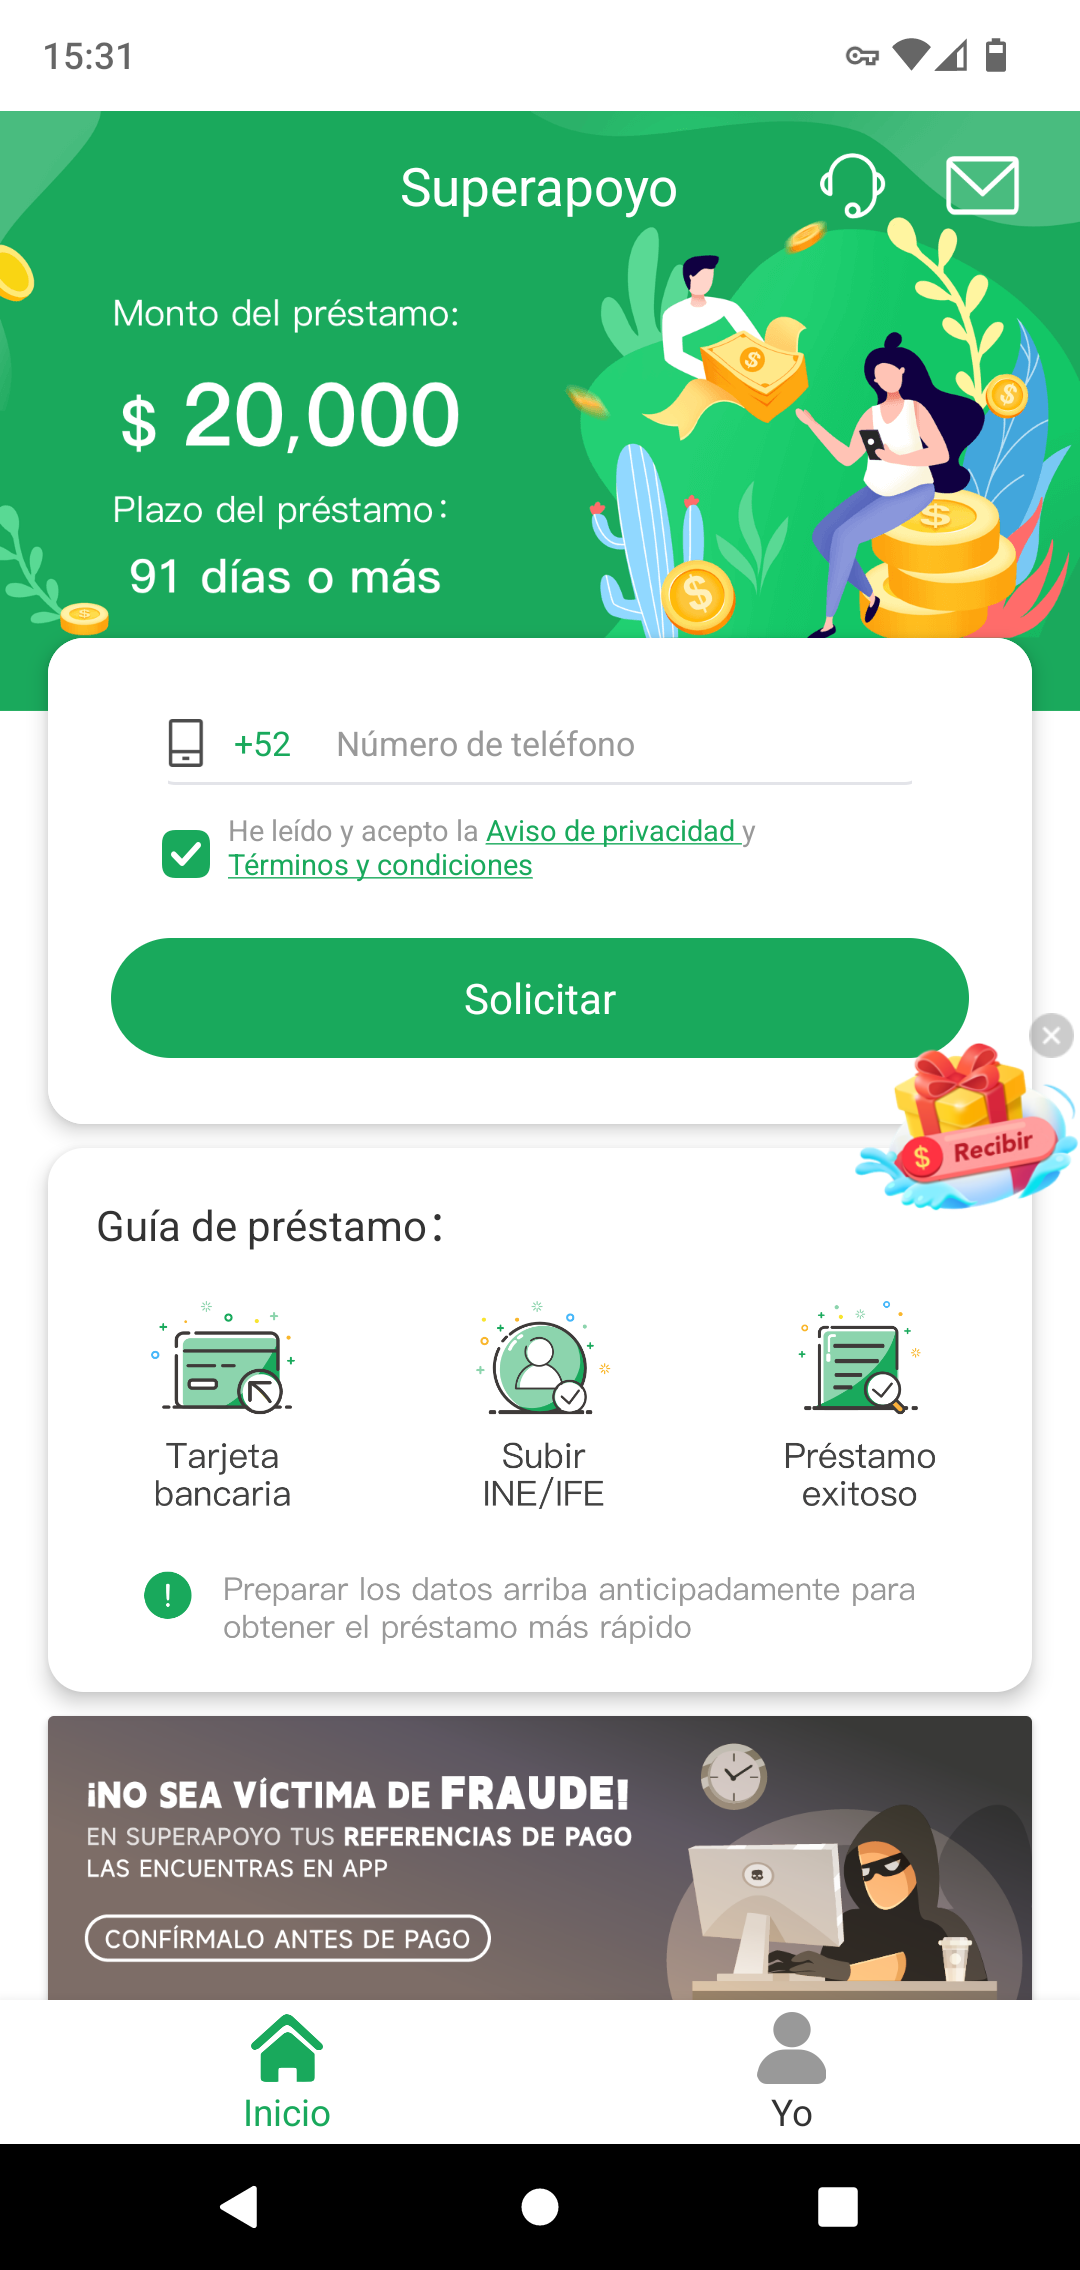 15:31
Superapoyo
Monto del préstamo:
$ 20,000
Plazo del préstamo:
91 días o más
+52 Número de teléfono
He leído y acepto la Aviso de privacidad y
Términos y condiciones
Solicitar
$ Recibir
Guía de préstamo:
Tarjeta
bancaria
Subir
INE/IFE
Préstamo
exitoso
Preparar los datos arriba anticipadamente para
obtener el préstamo más rápido
¡NO SEA VÍCTIMA DE FRAUDE!
EN SUPERAPOYO TUS REFERENCIAS DE PAGO
LAS ENCUENTRAS EN APP
CONFÍRMALO ANTES DE PAGO
Inicio
Yo